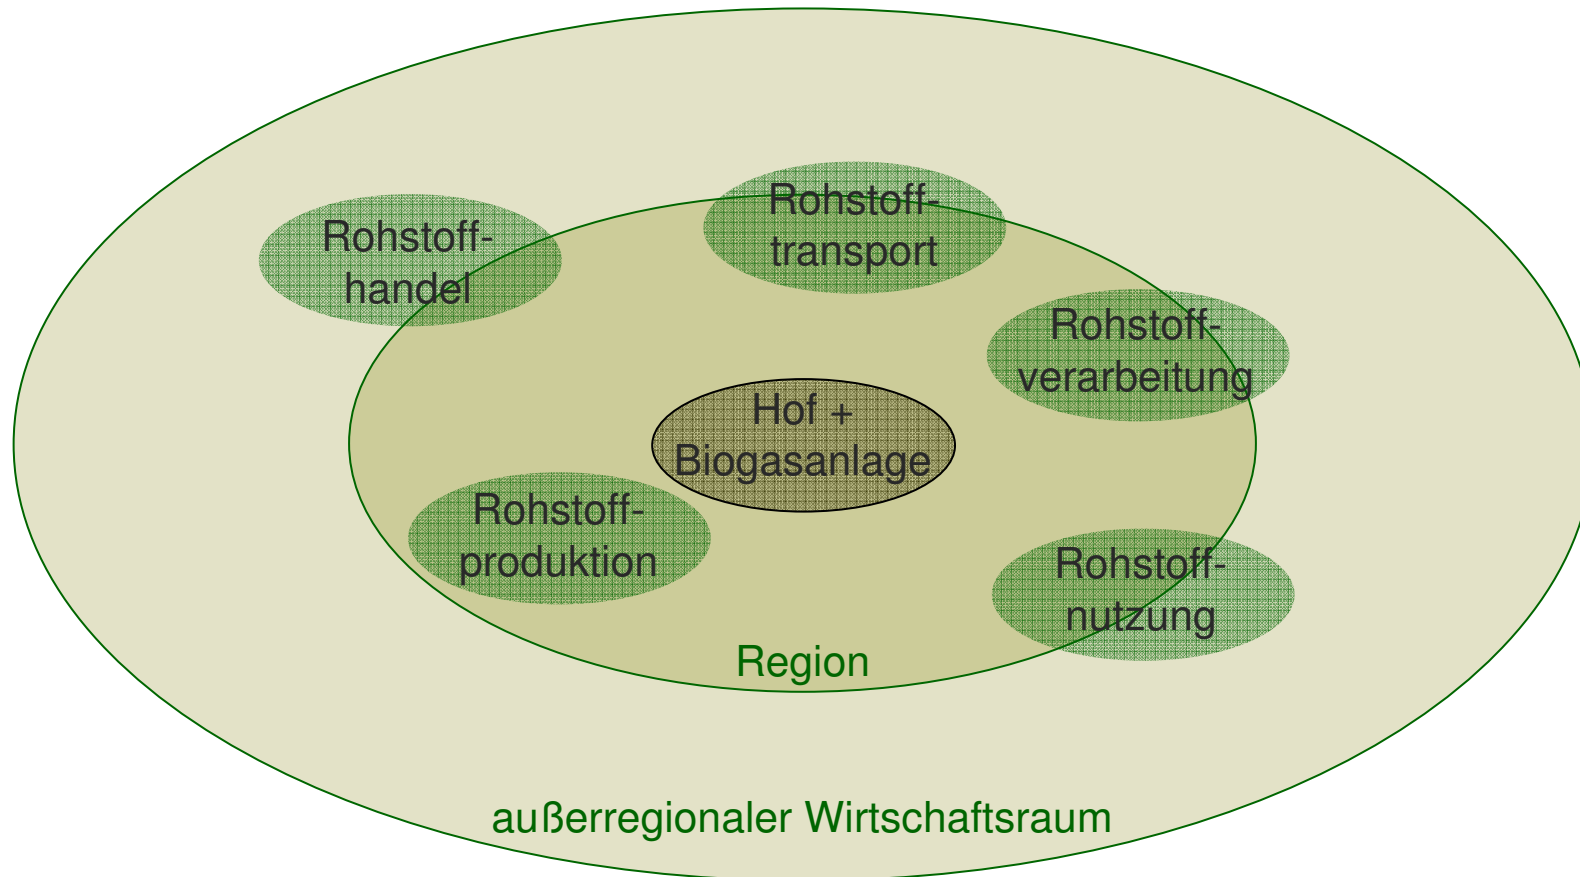 Rohstoff-
handel
Rohstoff-
transport
Rohstoff-
verarbeitung
Hof +
Biogasanlage
Rohstoff-
produktion
Rohstoff-
nutzung
Region
außerregionaler Wirtschaftsraum